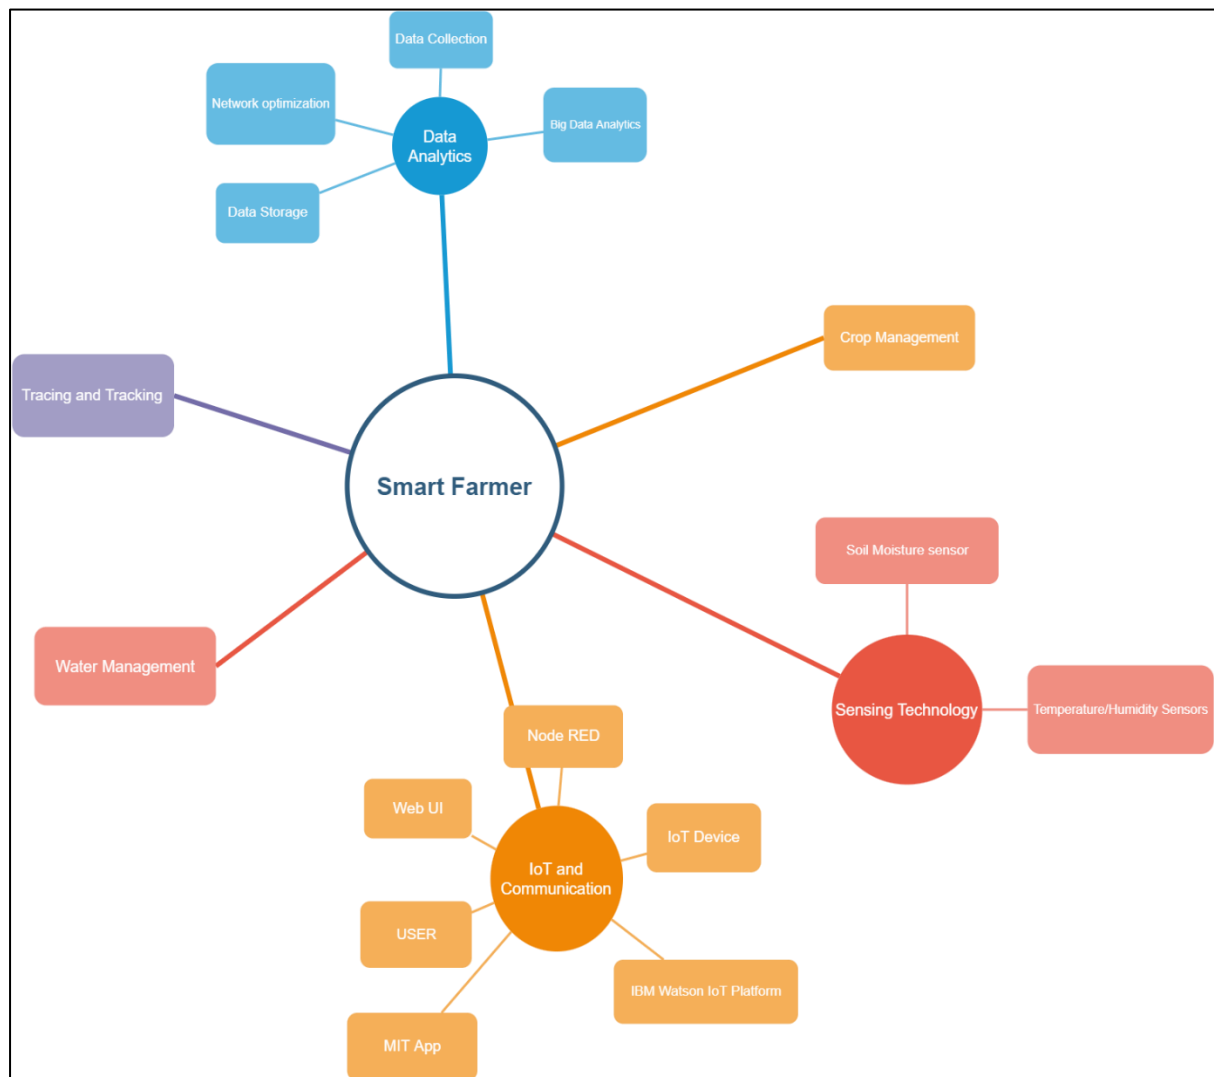 Data Collection
Network optimization
Big Data Analytics
Data
Analytics
Data Storage
Crop Management
Tracing and Tracking
Smart Farmer
Soil Moisture sensor
Water Management
Sensing Technology
Temperature/Humidity Sensors
Node RED
Web UI
IoT Device
IoT and
Communication
USER
IBM Watson IoT Platform
MIT App